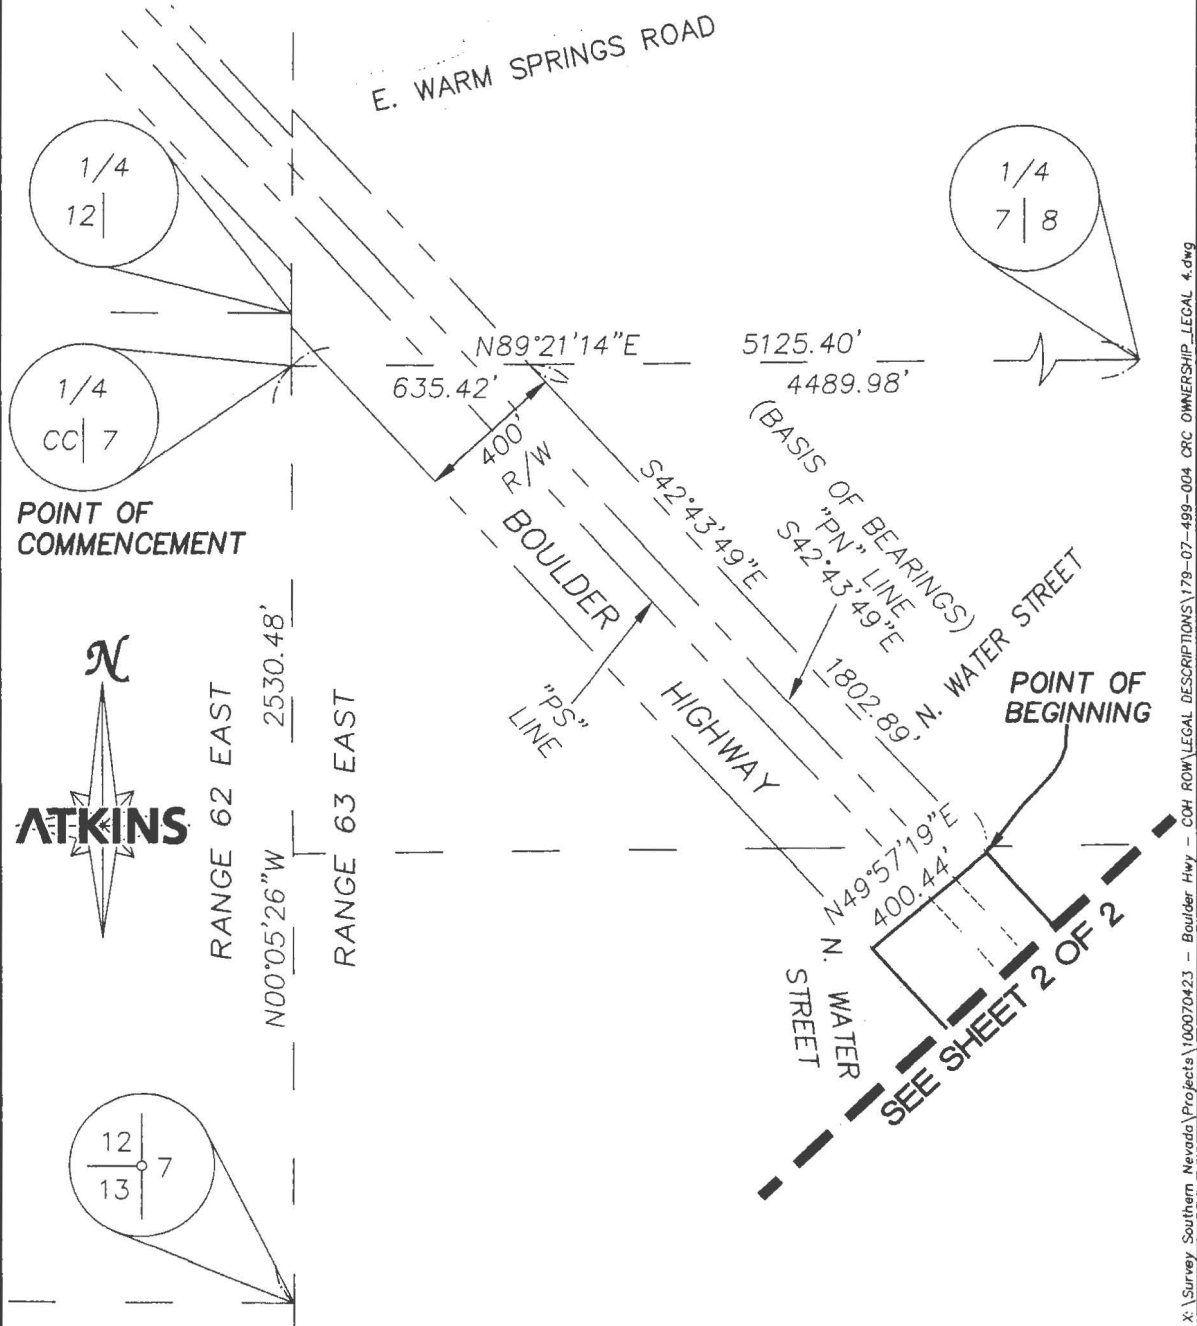 E. WARM SPRINGS ROAD
1/4
12
1/4
7 8
N89°21'14"E
5125.40'
635.42'
4489.98'
1/4
CC 7
POINT OF
COMMENCEMENT
400'
R/W
BOULDER
HIGHWAY
S42°43'49"E
(BASIS OF BEARINGS)
"PN" LINE
S42°43'49"E
1802.89'
N. WATER STREET
"PS"
LINE
POINT OF
BEGINNING
N
ATKINS
RANGE 62 EAST
N00°05'26"W 2530.48'
RANGE 63 EAST
N49°57'19"E
400.44'
N. WATER
STREET
SEE SHEET 2 OF 2
12
7
13
X:\Survey Southern Nevada\Projects\100070423 - Boulder Hwy - COH ROW\LEGAL DESCRIPTIONS\179-07-499-004 CRC OWNERSHIP_LEGAL 4.dwg